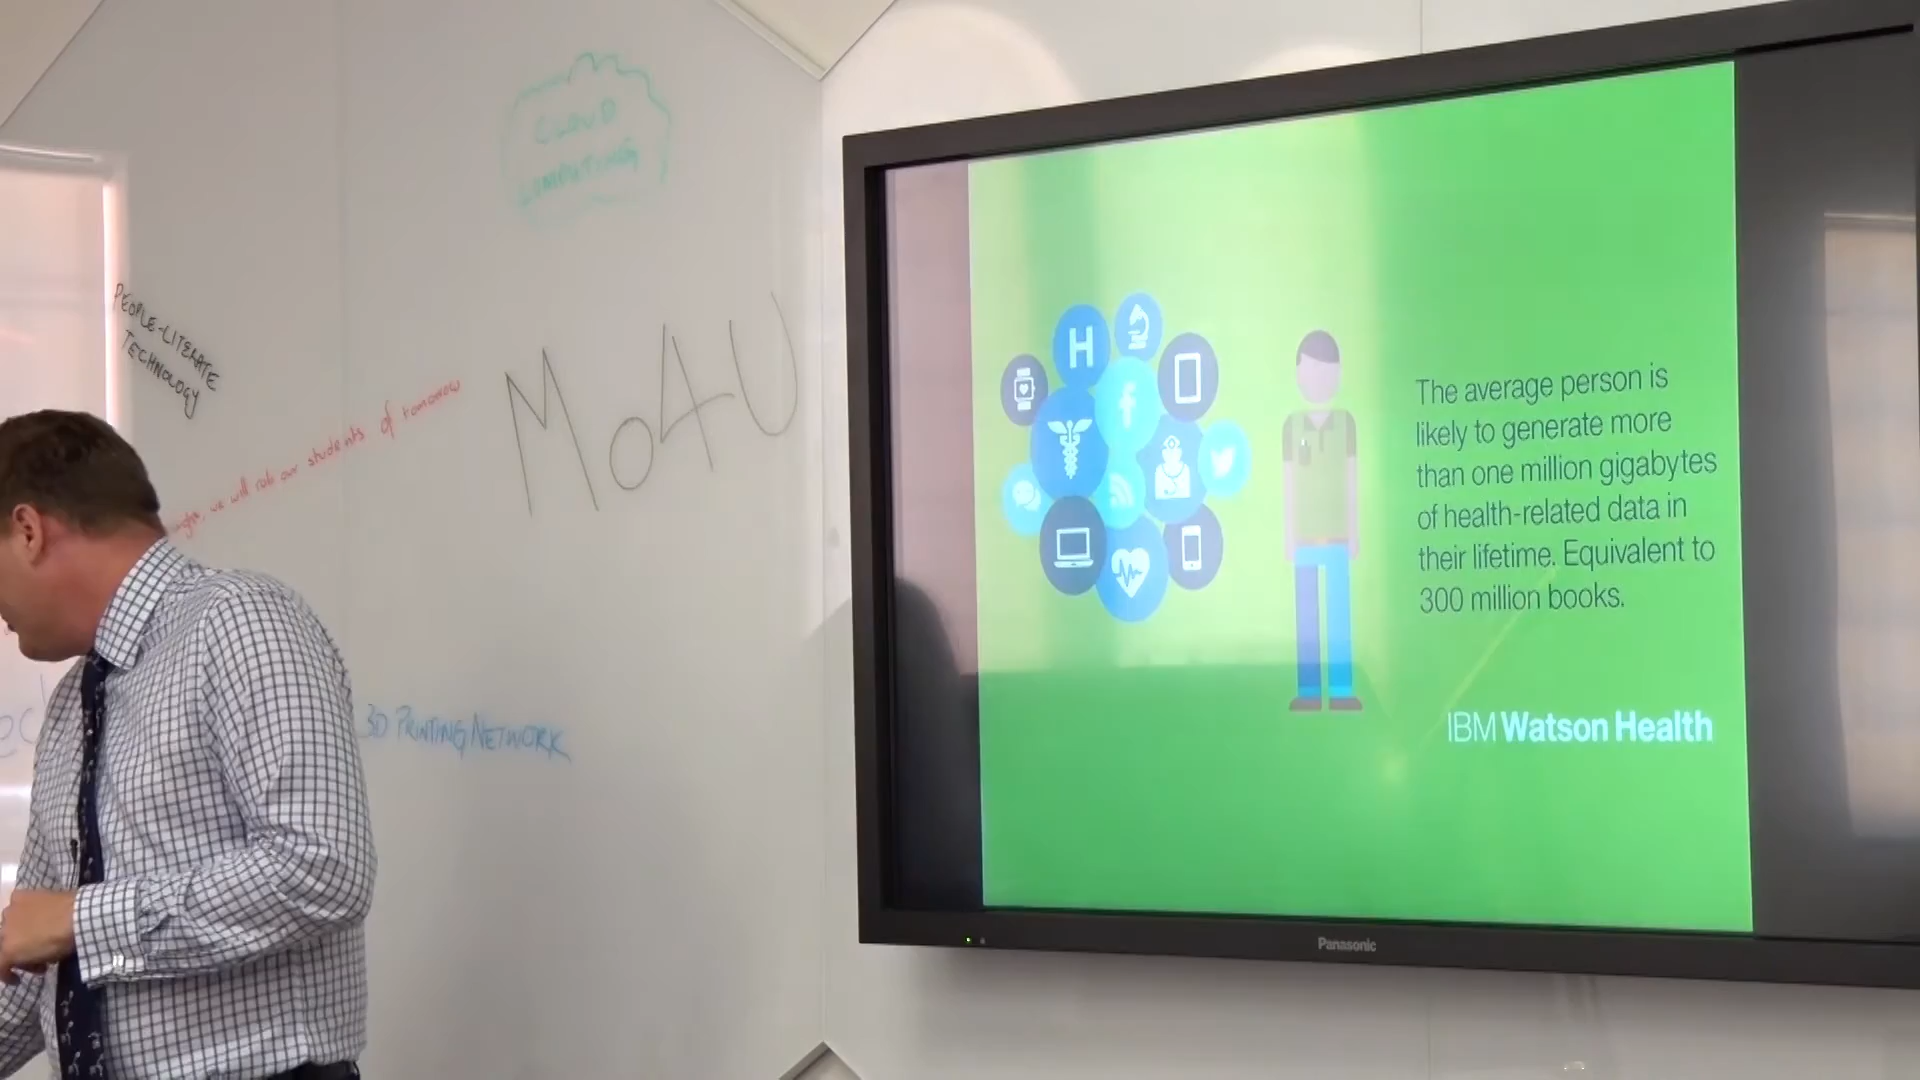 CLOUD
COMPUTING
PEOPLE-LITERATE
TECHNOLOGY
we will rob our students of tomorrow
Mo4U
3D PRINTING NETWORK
H
The average person is
likely to generate more
than one million gigabytes
of health-related data in
their lifetime. Equivalent to
300 million books.
IBM Watson Health
Panasonic